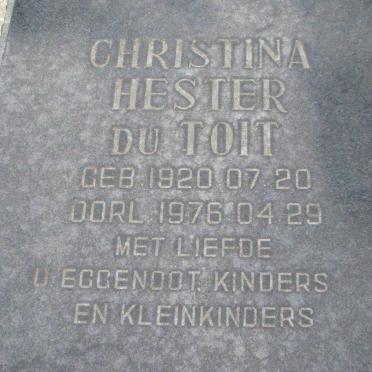 CHRISTINA
HESTER
DU TOIT
GEB. 1920 07 20
OORL. 1976 04 29
MET LIEFDE
U EGGENOOT, KINDERS
EN KLEINKINDERS